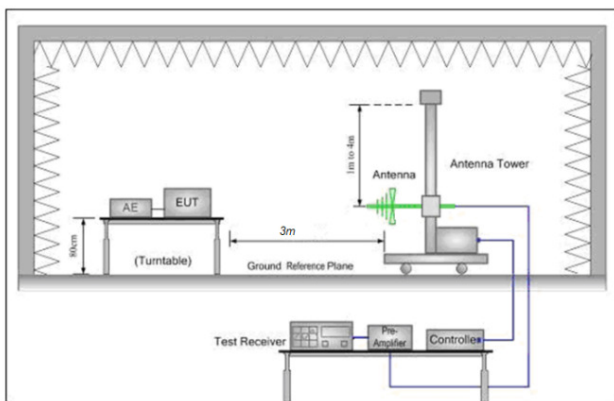 1m to 4m
Antenna
Antenna Tower
AE
EUT
80cm
(Turntable)
3m
Ground Reference Plane
Test Receiver
Pre-
Amplifier
Controller